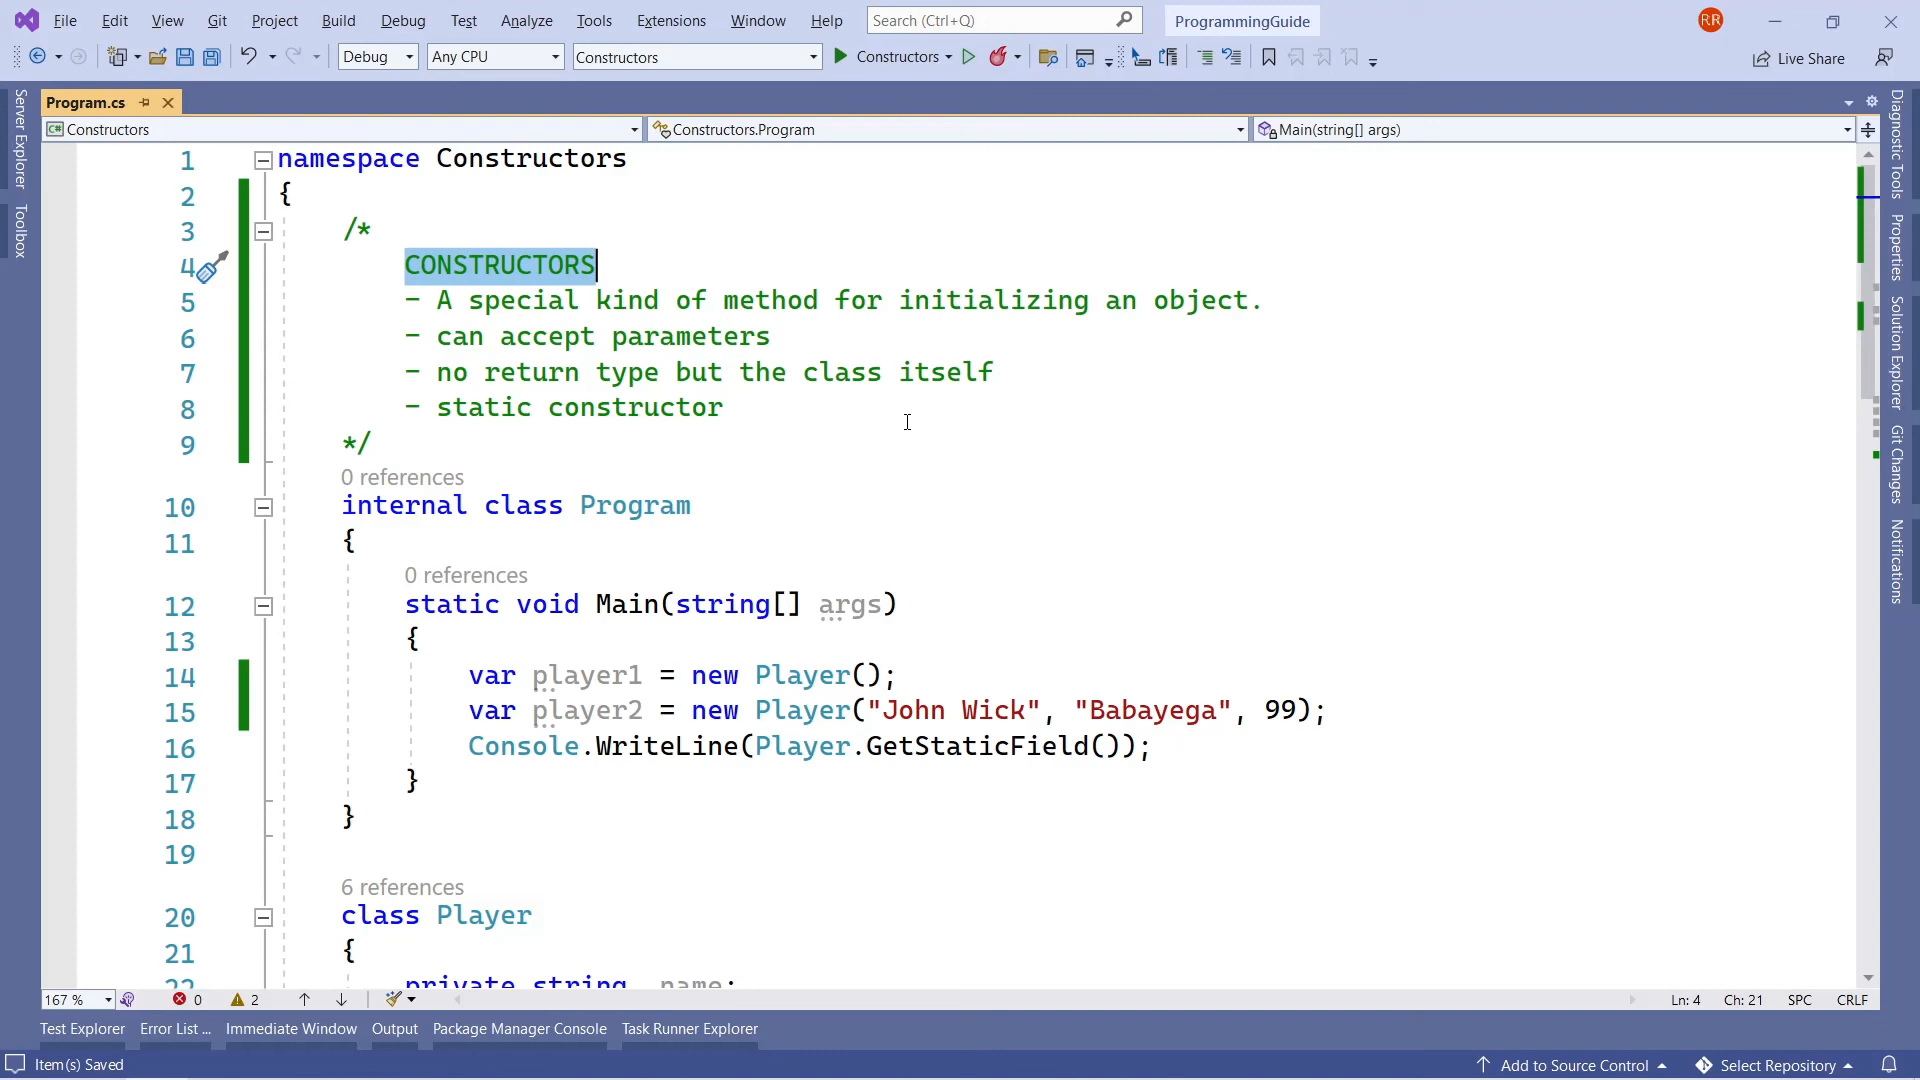 File Edit View Git Project Build Debug Test Analyze Tools Extensions Window Help Search (Ctrl+Q) ProgrammingGuide RR
Debug Any CPU Constructors Constructors Live Share
Program.cs
Constructors Constructors.Program Main(string[] args)
Server Explorer
Toolbox
1 namespace Constructors
2 {
3 /*
4 CONSTRUCTORS
5 - A special kind of method for initializing an object.
6 - can accept parameters
7 - no return type but the class itself
8 - static constructor
9 */
0 references
10 internal class Program
11 {
0 references
12 static void Main(string[] args)
13 {
14 var player1 = new Player();
15 var player2 = new Player("John Wick", "Babayega", 99);
16 Console.WriteLine(Player.GetStaticField());
17 }
18 }
19
6 references
20 class Player
21 {
22 private string _name;
Diagnostic Tools
Properties
Solution Explorer
Git Changes
Notifications
167 % 0 2 Ln: 4 Ch: 21 SPC CRLF
Test Explorer Error List ... Immediate Window Output Package Manager Console Task Runner Explorer
Item(s) Saved Add to Source Control Select Repository